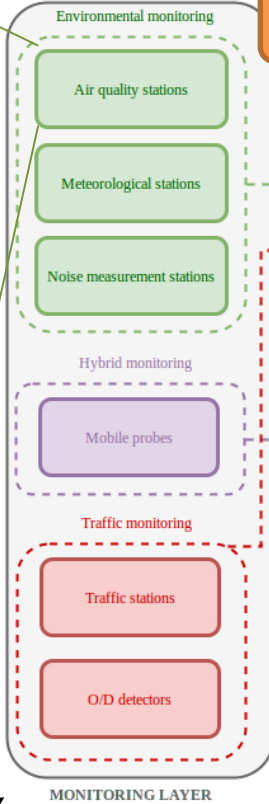 Environmental monitoring
Air quality stations
Meteorological stations
Noise measurement stations
Hybrid monitoring
Mobile probes
Traffic monitoring
Traffic stations
O/D detectors
MONITORING LAYER